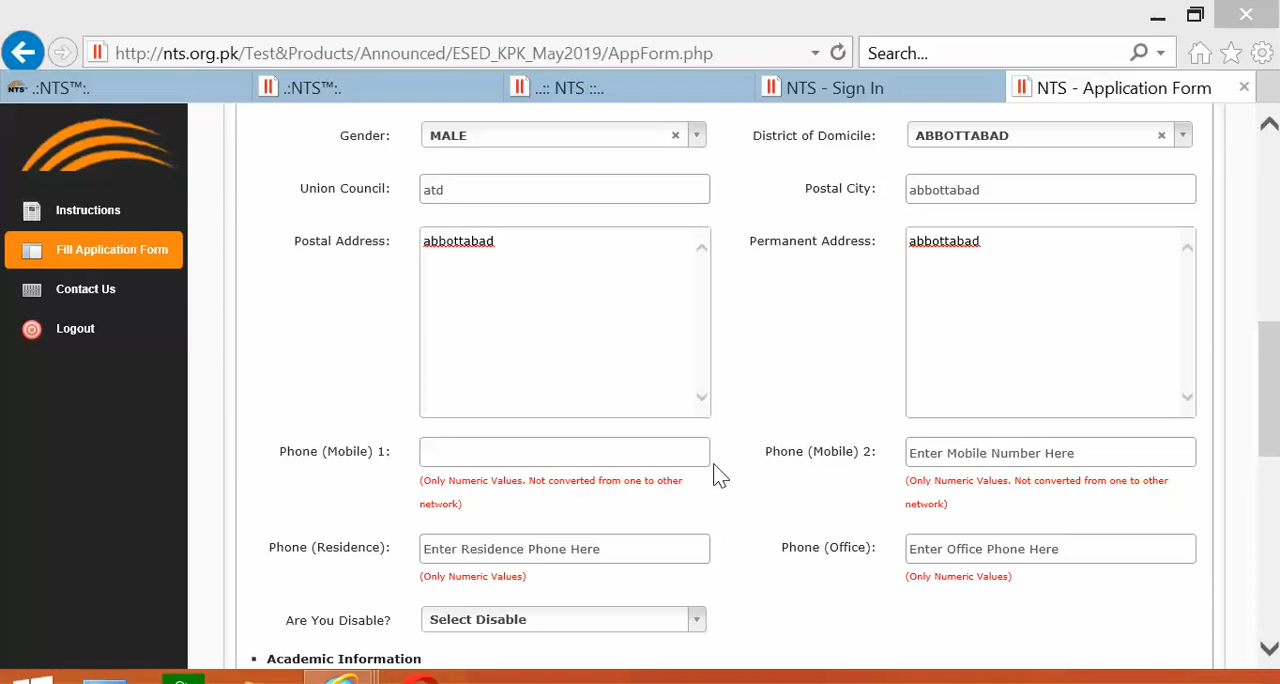 http://nts.org.pk/Test&Products/Announced/ESED_KPK_May2019/AppForm.php
Search...
NTS .:NTS™:.
.:NTS™:.
..:: NTS ::..
NTS - Sign In
NTS - Application Form
Instructions
Fill Application Form
Contact Us
Logout
Gender: MALE District of Domicile: ABBOTTABAD
Union Council: atd Postal City: abbottabad
Postal Address: abbottabad Permanent Address: abbottabad
Phone (Mobile) 1: Phone (Mobile) 2: Enter Mobile Number Here
(Only Numeric Values. Not converted from one to other
network)
(Only Numeric Values. Not converted from one to other
network)
Phone (Residence): Enter Residence Phone Here Phone (Office): Enter Office Phone Here
(Only Numeric Values) (Only Numeric Values)
Are You Disable? Select Disable
Academic Information